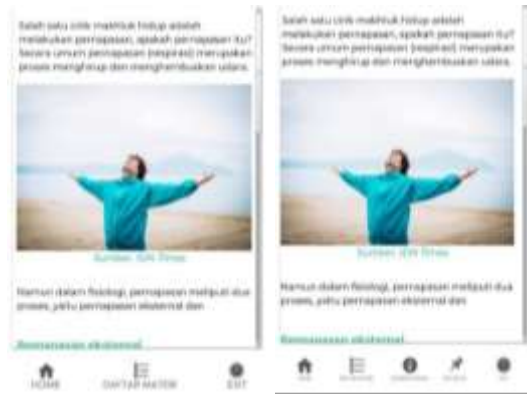 Salah satu ciri makhluk hidup adalah
melakukan pernapasan, apakah pernapasan itu?
Secara umum pernapasan (respirasi) merupakan
proses menghirup dan menghembuskan udara.
Sumber: IDN Times
Namun dalam fisiologi, pernapasan meliputi dua
proses, yaitu pernapasan eksternal dan
Pernapasan eksternal
HOME
DAFTAR MATERI
EXIT
Salah satu ciri makhluk hidup adalah
melakukan pernapasan, apakah pernapasan itu?
Secara umum pernapasan (respirasi) merupakan
proses menghirup dan menghembuskan udara.
Sumber: IDN Times
Namun dalam fisiologi, pernapasan meliputi dua
proses, yaitu pernapasan eksternal dan
Pernapasan eksternal